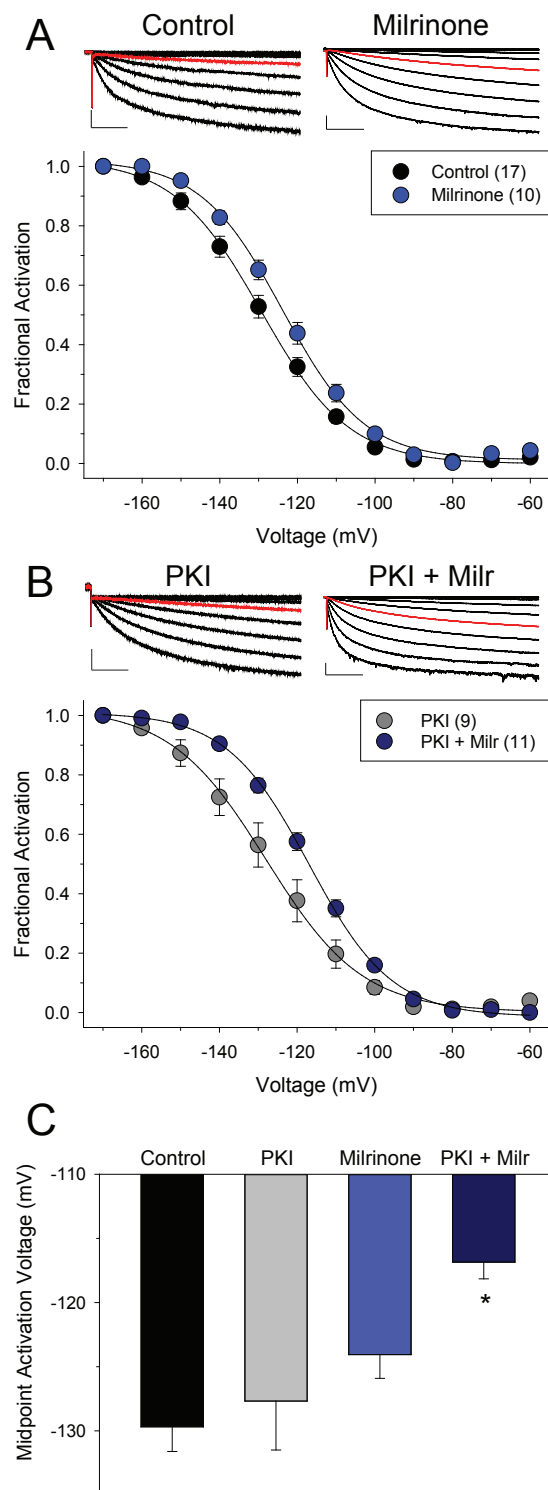 A
Control
Milrinone
Control (17)
Milrinone (10)
Fractional Activation
1.0
0.8
0.6
0.4
0.2
0.0
-160
-140
-120
-100
-80
-60
Voltage (mV)
B
PKI
PKI + Milr
PKI (9)
PKI + Milr (11)
Fractional Activation
1.0
0.8
0.6
0.4
0.2
0.0
-160
-140
-120
-100
-80
-60
Voltage (mV)
C
Control
PKI
Milrinone
PKI + Milr
Midpoint Activation Voltage (mV)
-110
-120
-130
*